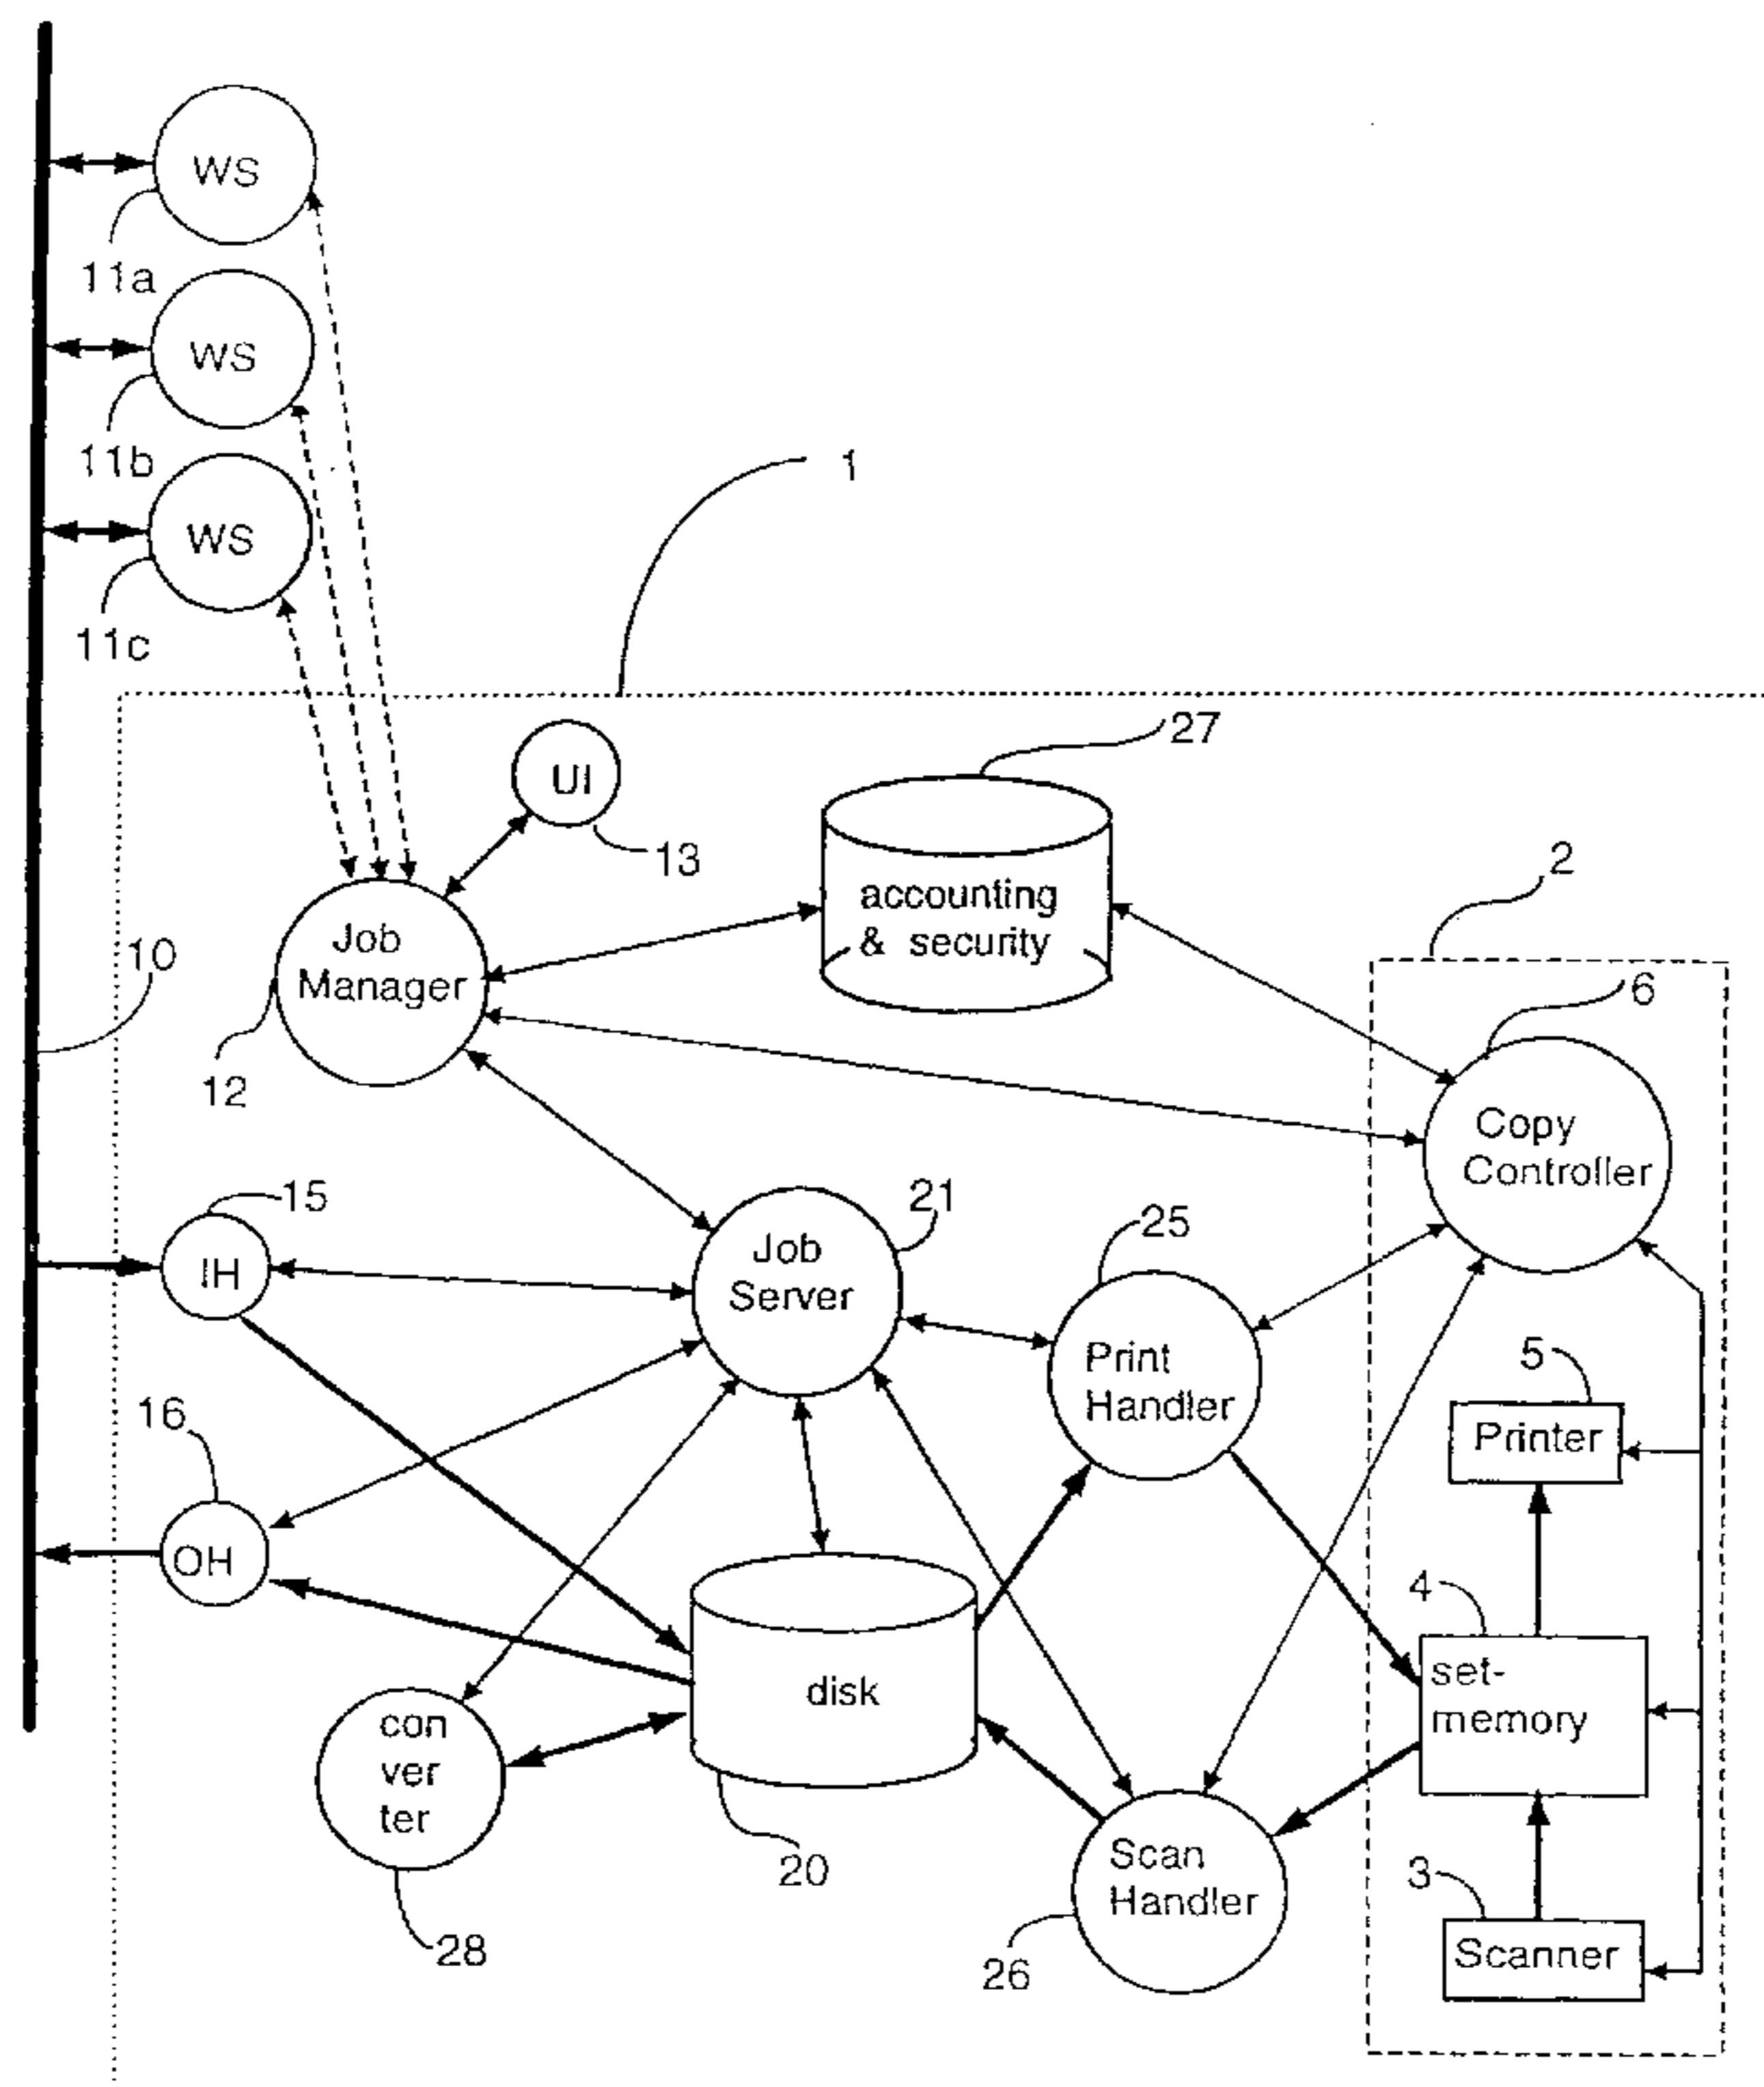 WS
11a
WS
11b
1
WS
11c
27
UI
13
2
accounting
& security
Job
Manager
10
6
12
Copy
Controller
15
21
25
Job
Server
IH
Print
Handler
5
Printer
16
OH
4
set-
memory
disk
con
ver
ter
20
Scan
Handler
3
Scanner
28
26